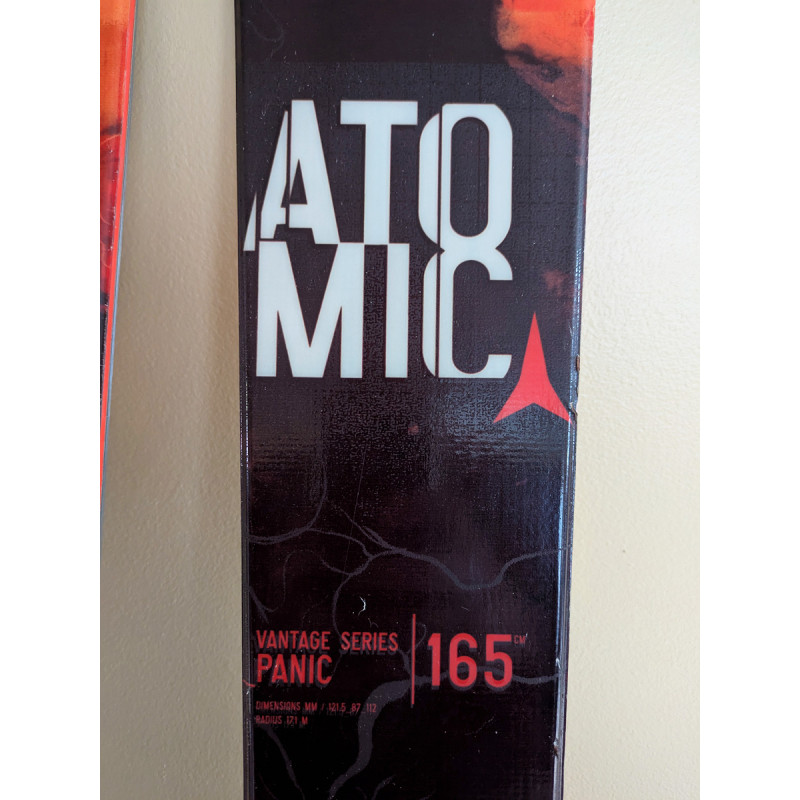 ATO
MIC
VANTAGE SERIES
PANIC
165 CM
DIMENSIONS MM / 121.5 87 112
RADIUS 17.1 M